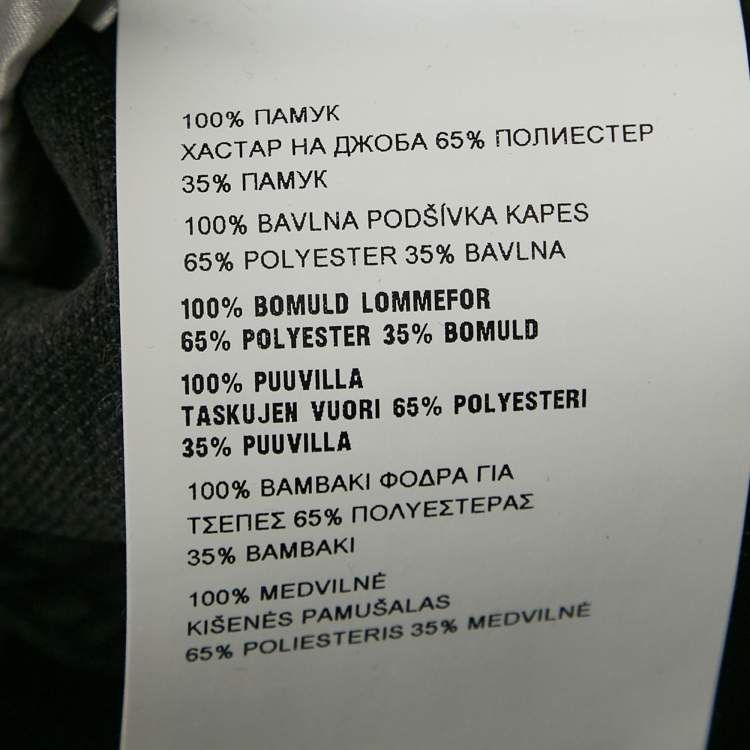 100% ПАМУК
ХАСТАР НА ДЖОБА 65% ПОЛИЕСТЕР
35% ПАМУК
100% BAVLNA PODŠÍVKA KAPES
65% POLYESTER 35% BAVLNA
100% BOMULD LOMMEFOR
65% POLYESTER 35% BOMULD
100% PUUVILLA
TASKUJEN VUORI 65% POLYESTERI
35% PUUVILLA
100% ΒΑΜΒΑΚΙ ΦΟΔΡΑ ΓΙΑ
ΤΣΕΠΕΣ 65% ΠΟΛΥΕΣΤΕΡΑΣ
35% ΒΑΜΒΑΚΙ
100% MEDVILNĖ
KIŠENĖS PAMUŠALAS
65% POLIESTERIS 35% MEDVILNĖ